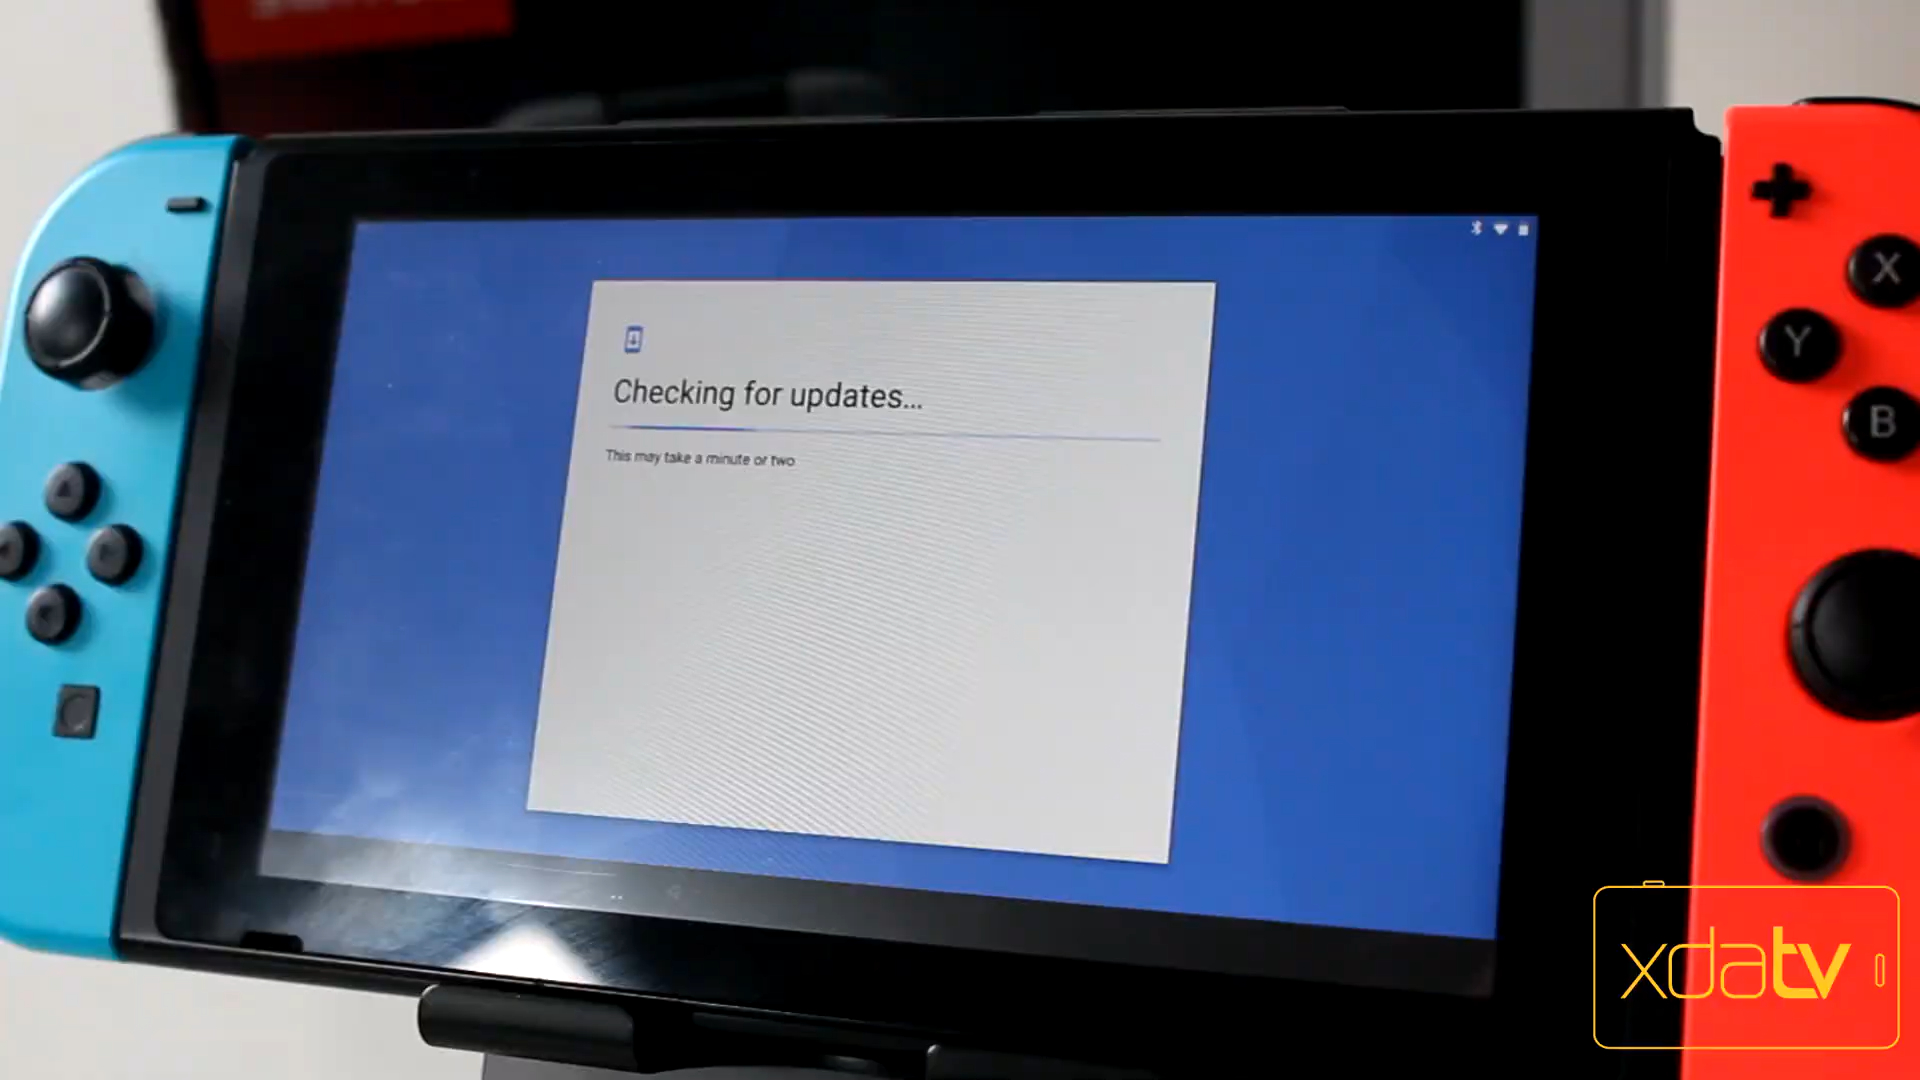 Checking for updates...
This may take a minute or two
X
Y
B
xdatv